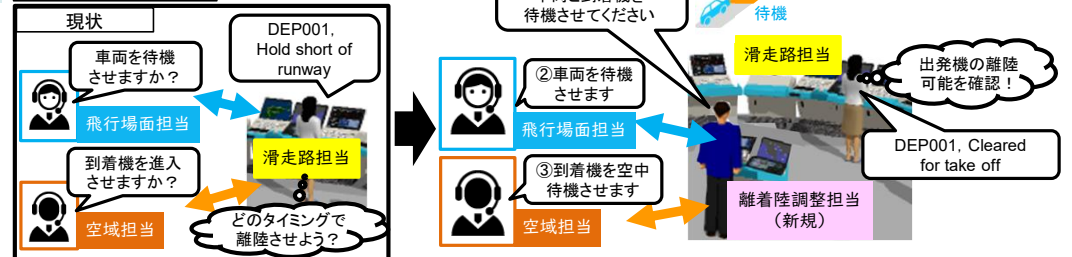 現状
DEP001,
Hold short of
runway
車両を待機
させますか?
飛行場面担当
滑走路担当
到着機を進入
させますか?
空域担当
どのタイミングで
離陸させよう?
待機させてください
待機
滑走路担当
出発機の離陸
可能を確認!
②車両を待機
させます
飛行場面担当
DEP001, Cleared
for take off
③到着機を空中
待機させます
空域担当
離着陸調整担当
(新規)